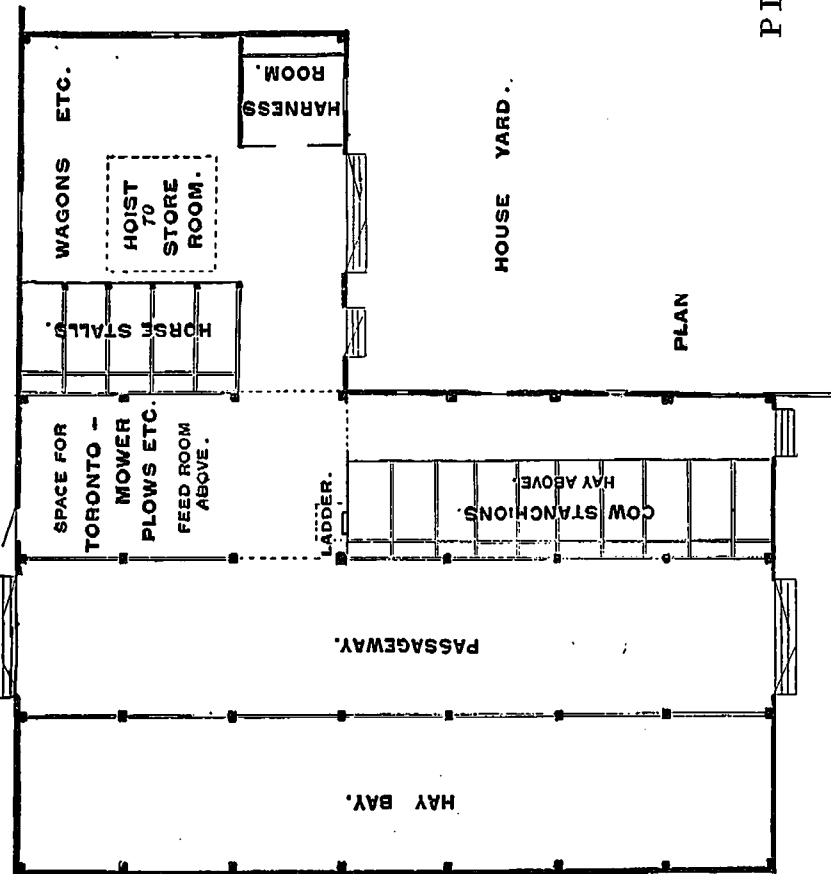 PL
WAGONS ETC.
HARNESS
ROOM.
HOIST
TO
STORE
ROOM.
HOUSE YARD.
HORSE STALLS.
PLAN
SPACE FOR
TORONTO -
MOWER
PLOWS ETC.
FEED ROOM
ABOVE.
LADDER.
COW STANCHIONS.
HAY ABOVE.
PASSAGEWAY.
HAY BAY.